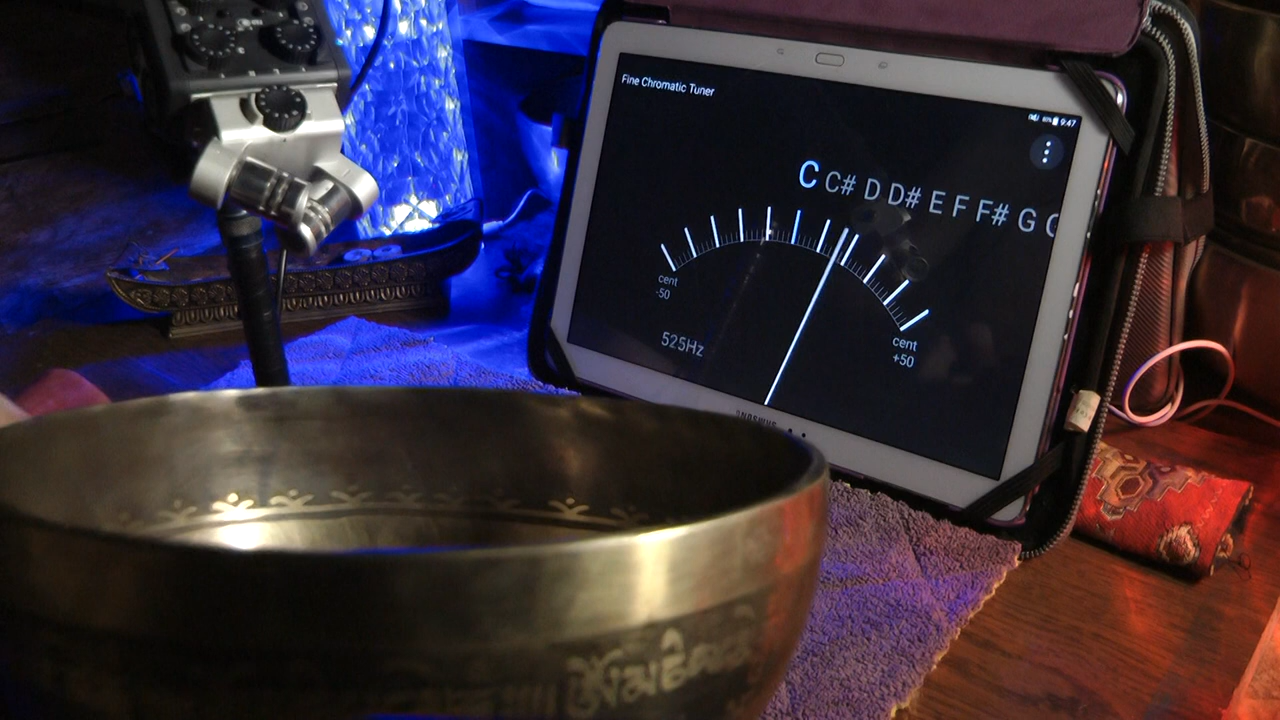 Fine Chromatic Tuner
9:47
C C# D D# E F F# G
cent
-50
cent
+50
525Hz
SAMSUNG